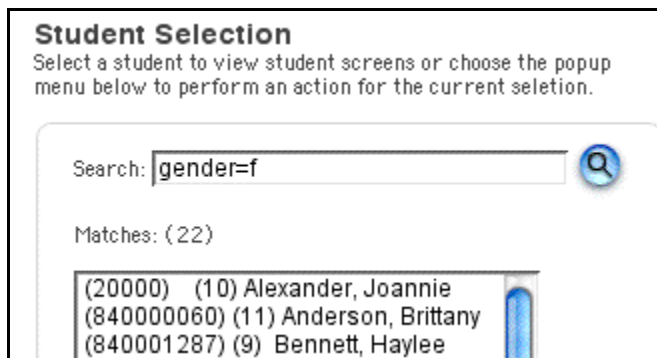 Student Selection
Select a student to view student screens or choose the popup
menu below to perform an action for the current seletion.
Search: gender=f
Matches: (22)
(20000) (10) Alexander, Joannie
(840000060) (11) Anderson, Brittany
(840001287) (9) Bennett, Haylee